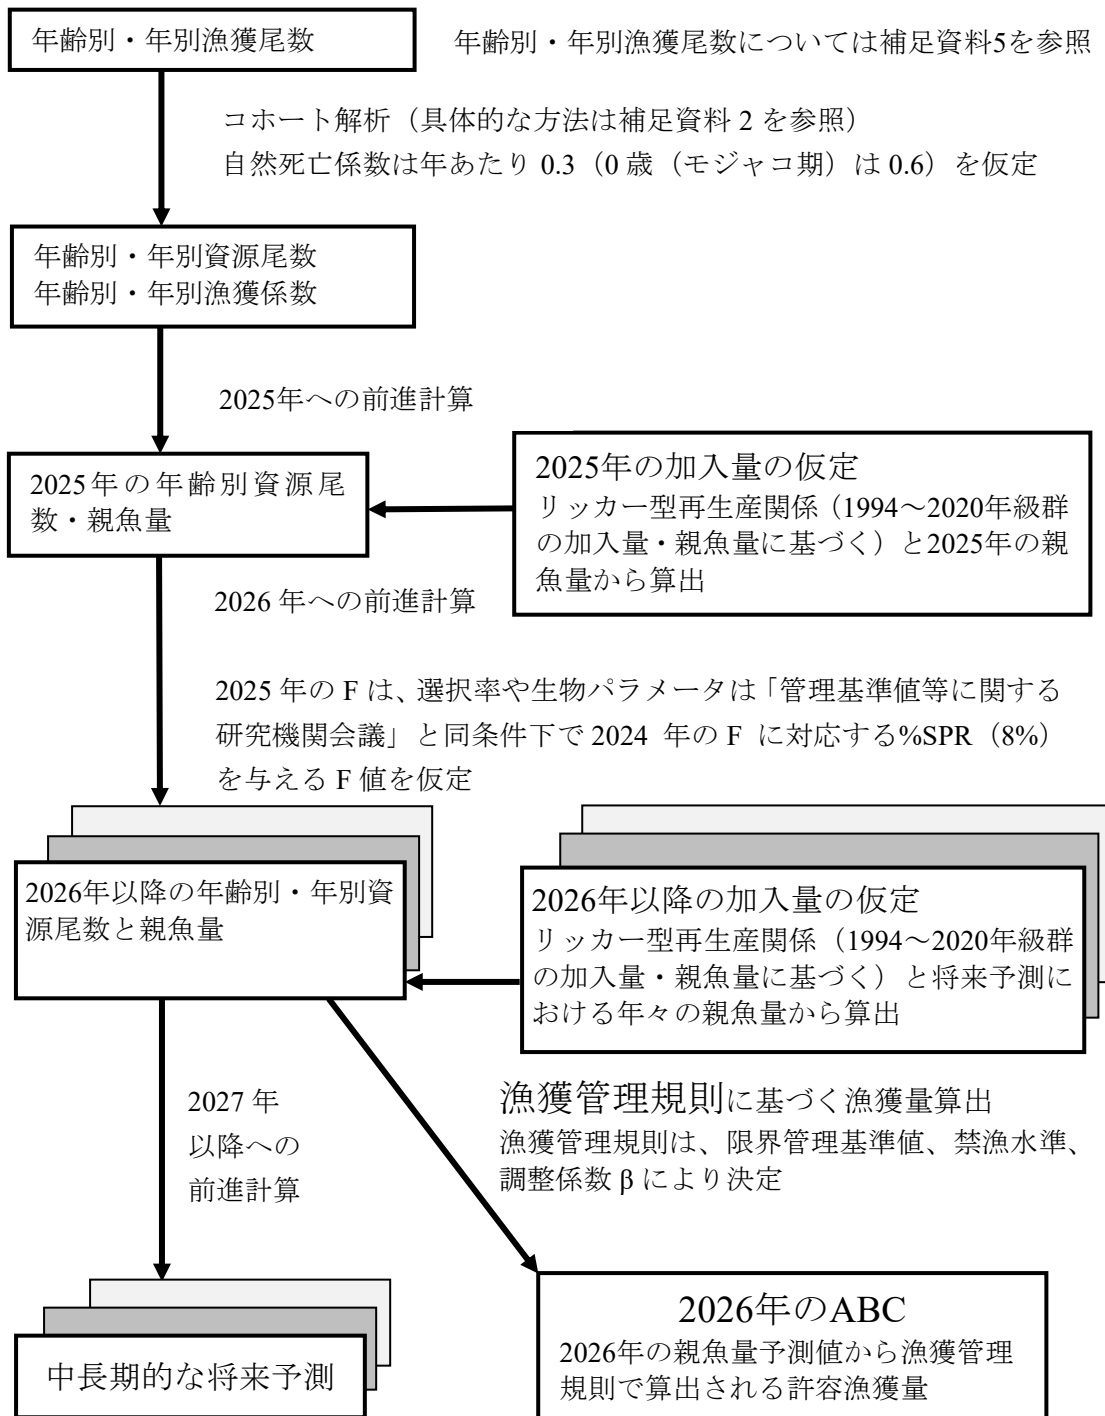 年齢別・年別漁獲尾数
年齢別・年別漁獲尾数については補足資料5を参照
コホート解析（具体的な方法は補足資料 2 を参照）
自然死亡係数は年あたり 0.3（0 歳（モジャコ期）は 0.6）を仮定
年齢別・年別資源尾数
年齢別・年別漁獲係数
2025年への前進計算
2025年の年齢別資源尾
数・親魚量
2025年の加入量の仮定
リッカー型再生産関係（1994～2020年級群
の加入量・親魚量に基づく）と2025年の親
魚量から算出
2026 年への前進計算
2025 年の F は、選択率や生物パラメータは「管理基準値等に関する
研究機関会議」と同条件下で 2024 年の F に対応する%SPR（8%）
を与える F 値を仮定
2026年以降の年齢別・年別資
源尾数と親魚量
2026年以降の加入量の仮定
リッカー型再生産関係（1994～2020年級群
の加入量・親魚量に基づく）と将来予測に
おける年々の親魚量から算出
2027 年
以降への
前進計算
漁獲管理規則に基づく漁獲量算出
漁獲管理規則は、限界管理基準値、禁漁水準、
調整係数 β により決定
中長期的な将来予測
2026年のABC
2026年の親魚量予測値から漁獲管理
規則で算出される許容漁獲量